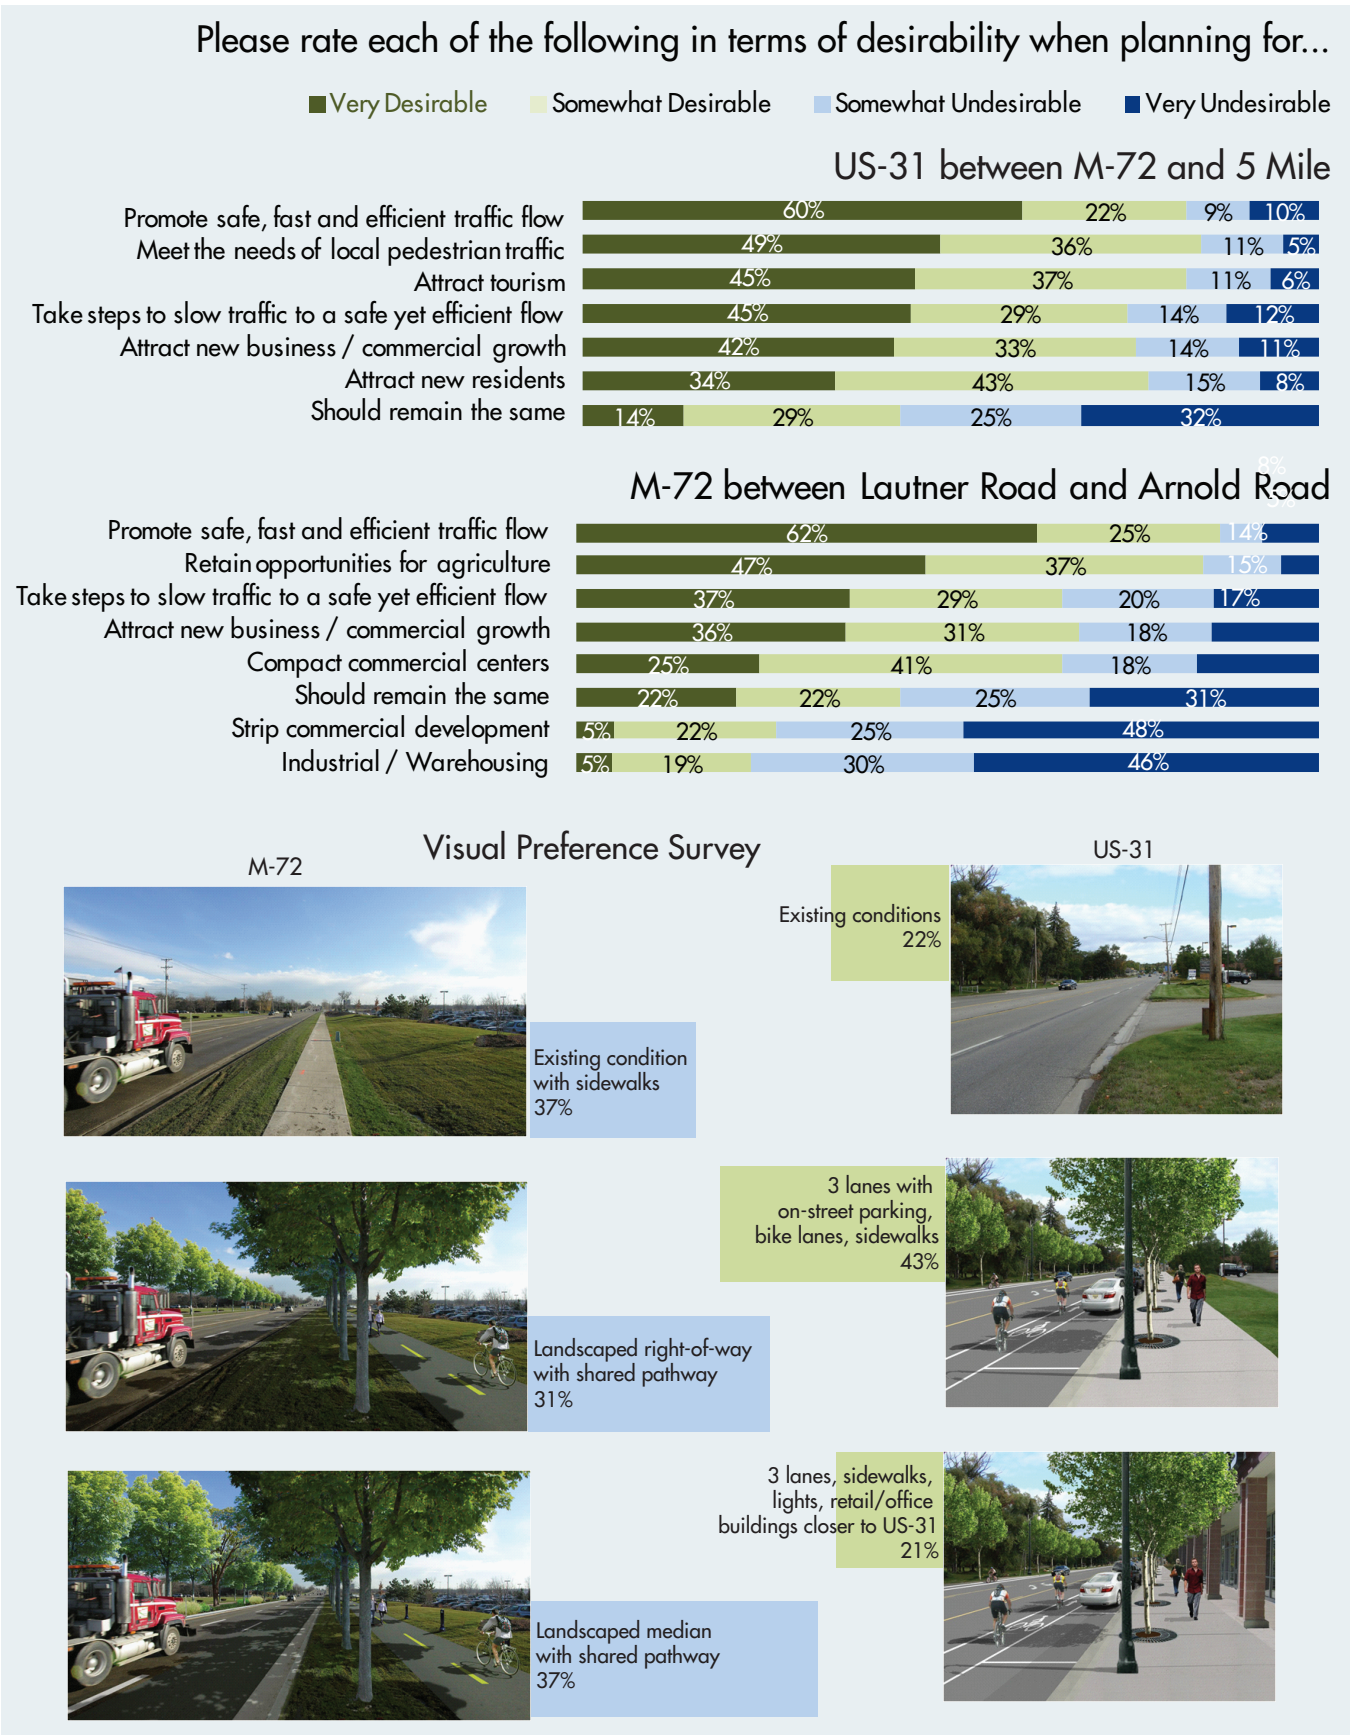 Please rate each of the following in terms of desirability when planning for...
Very Desirable Somewhat Desirable Somewhat Undesirable Very Undesirable
US-31 between M-72 and 5 Mile
Promote safe, fast and efficient traffic flow 60% 22% 9% 10%
Meet the needs of local pedestrian traffic 49% 36% 11% 5%
Attract tourism 45% 37% 11% 6%
Take steps to slow traffic to a safe yet efficient flow 45% 29% 14% 12%
Attract new business / commercial growth 42% 33% 14% 11%
Attract new residents 34% 43% 15% 8%
Should remain the same 14% 29% 25% 32%
8%
M-72 between Lautner Road and Arnold Road
5%
Promote safe, fast and efficient traffic flow 62% 25% 14%
Retain opportunities for agriculture 47% 37% 15%
Take steps to slow traffic to a safe yet efficient flow 37% 29% 20% 17%
Attract new business / commercial growth 36% 31% 18%
Compact commercial centers 25% 41% 18%
Should remain the same 22% 22% 25% 31%
Strip commercial development 5% 22% 25% 48%
Industrial / Warehousing 5% 19% 30% 46%
Visual Preference Survey
M-72
Existing condition
with sidewalks
37%
Landscaped right-of-way
with shared pathway
31%
Landscaped median
with shared pathway
37%
US-31
Existing conditions
22%
3 lanes with
on-street parking,
bike lanes, sidewalks
43%
3 lanes, sidewalks,
lights, retail/office
buildings closer to US-31
21%